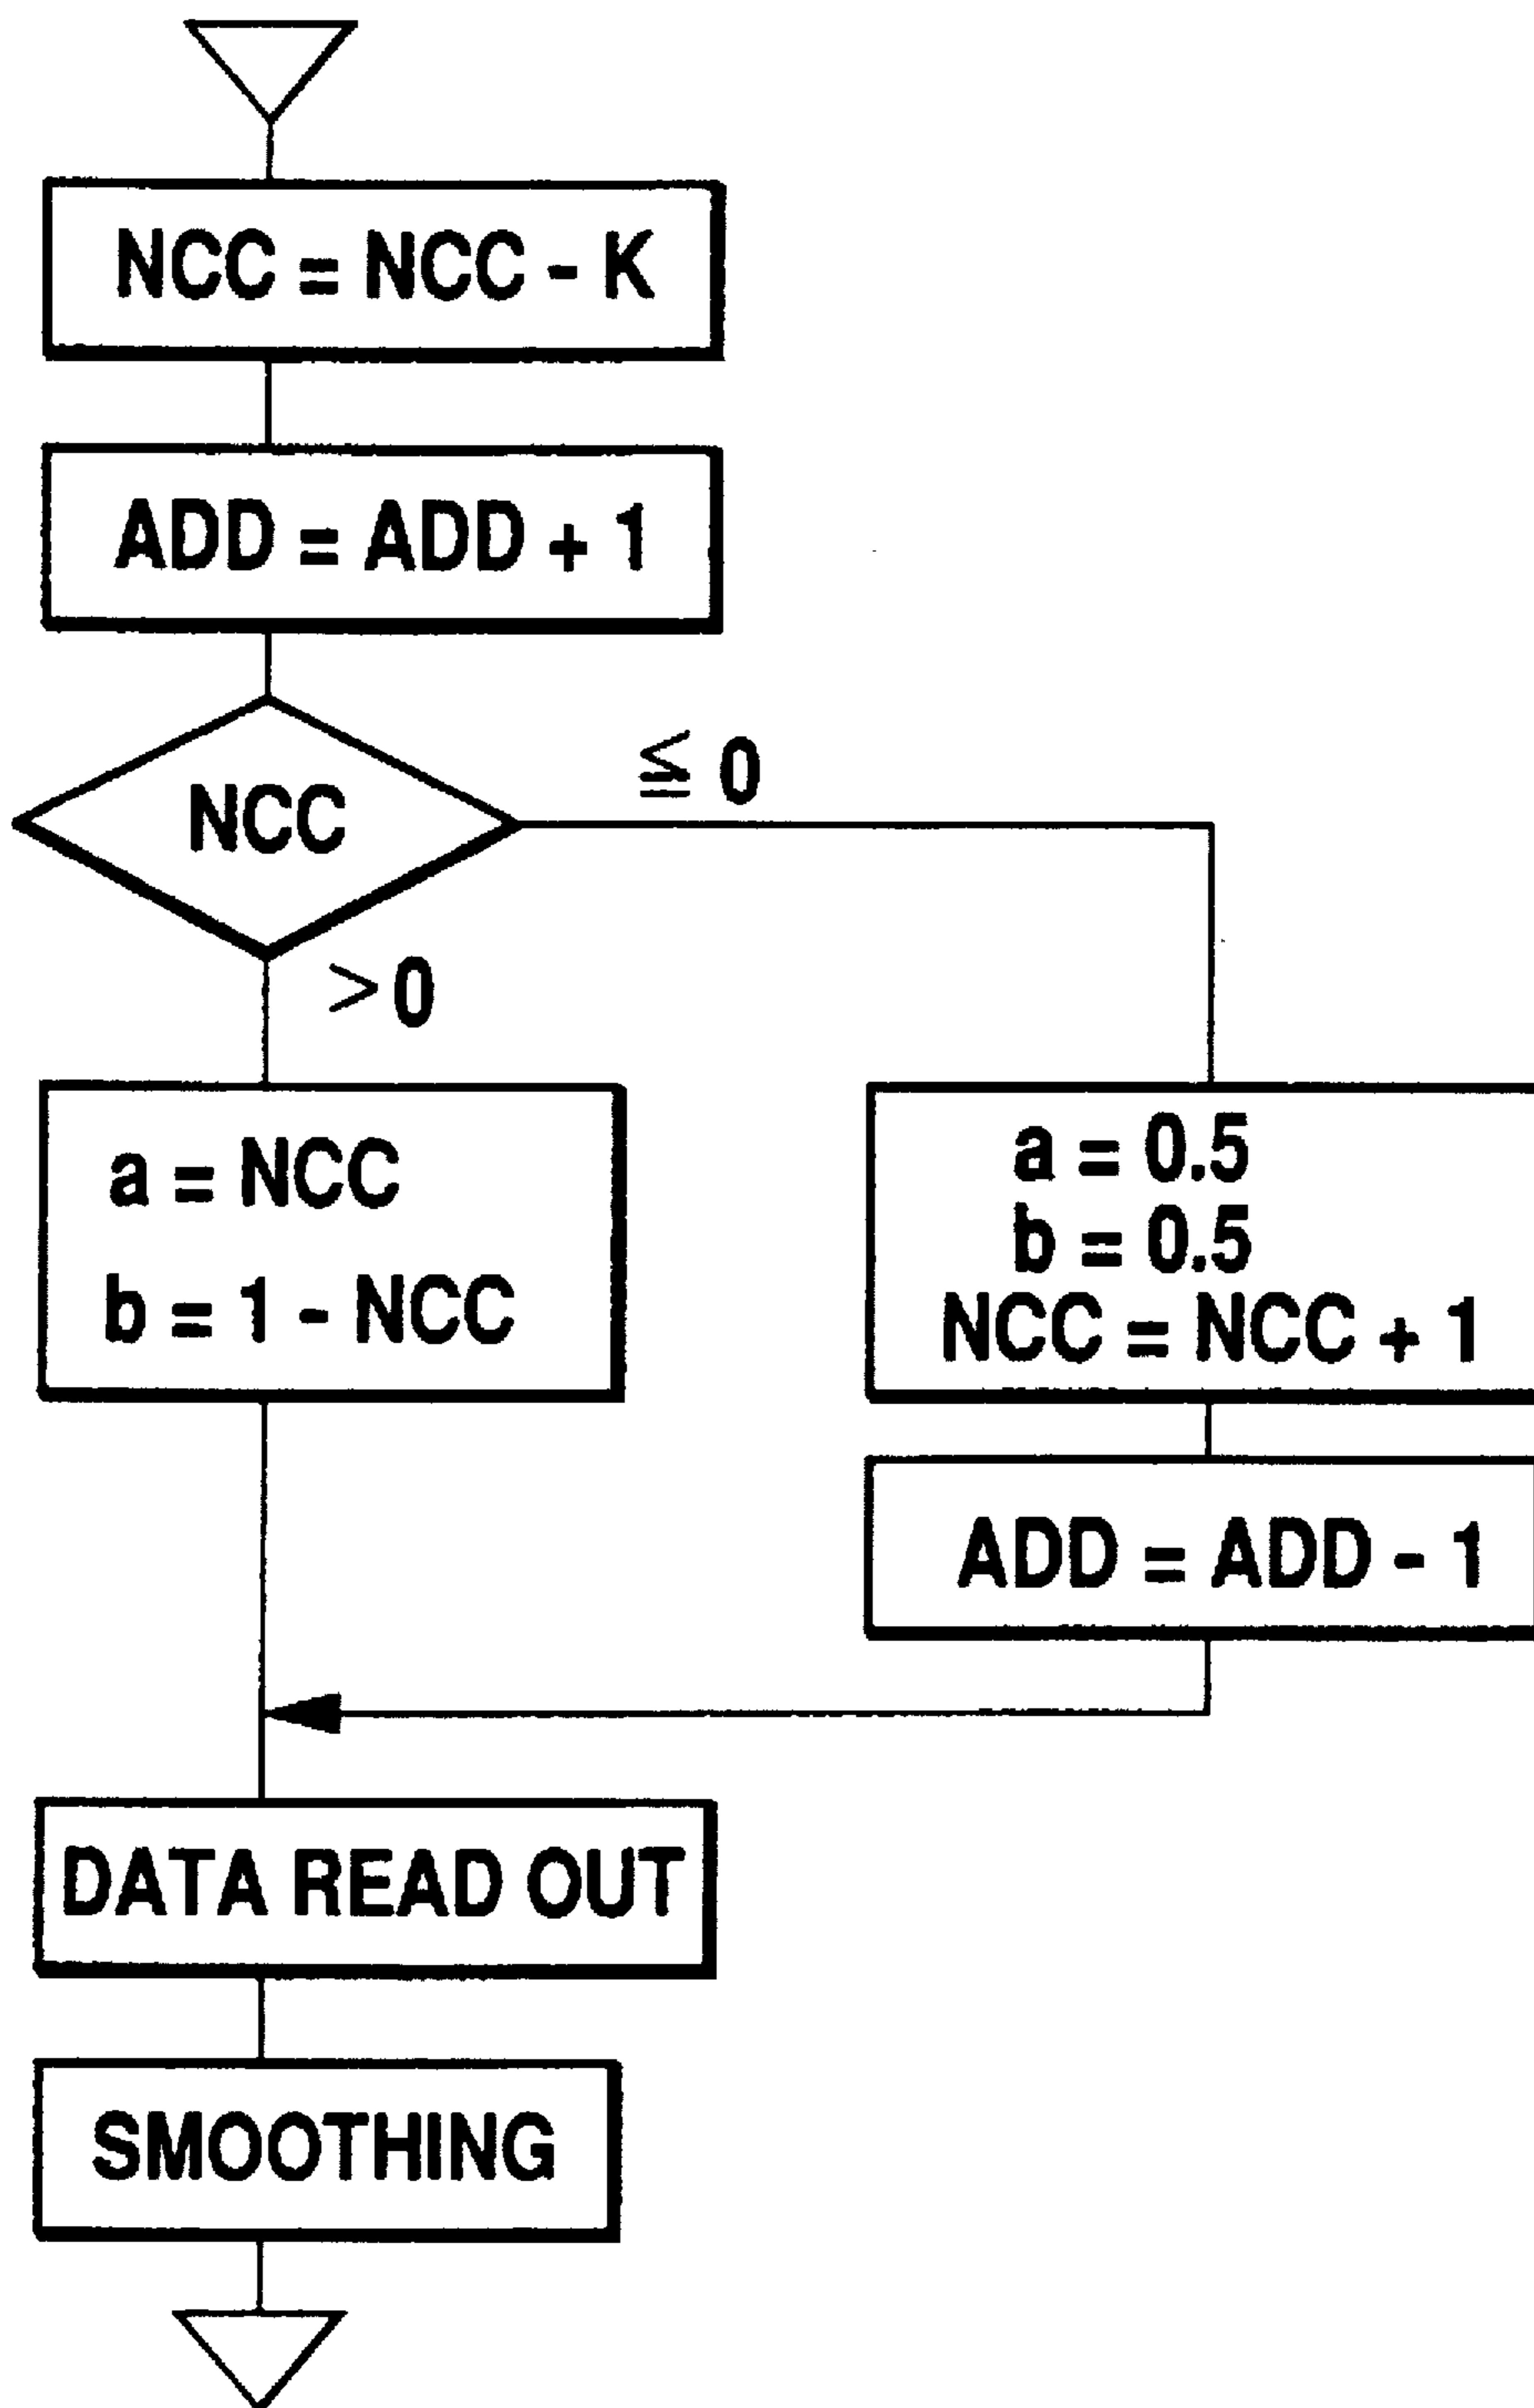 NCC = NCC - K
ADD = ADD + 1
NCC
≦ 0
> 0
a = NCC
b = 1 - NCC
a = 0.5
b = 0.5
NCC = NCC + 1
ADD = ADD - 1
DATA READ OUT
SMOOTHING